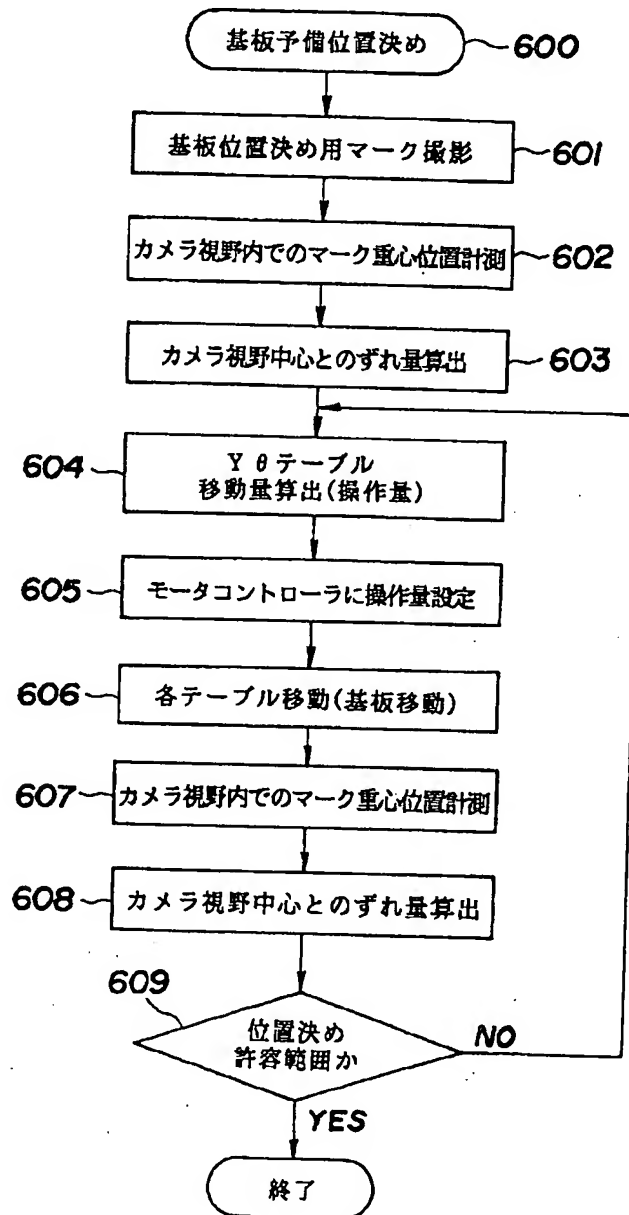 基板予備位置決め
600
基板位置決め用マーク撮影
601
カメラ視野内でのマーク重心位置計測
602
カメラ視野中心とのずれ量算出
603
604
Y θテーブル
移動量算出(操作量)
605
モータコントローラに操作量設定
606
各テーブル移動(基板移動)
607
カメラ視野内でのマーク重心位置計測
608
カメラ視野中心とのずれ量算出
609
位置決め
許容範囲か
NO
YES
終了